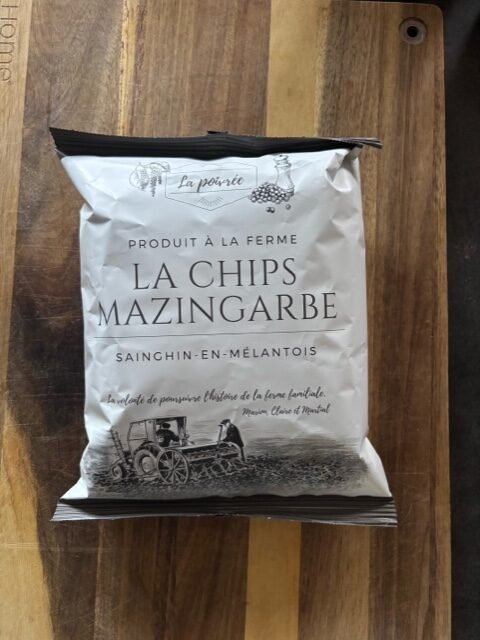 Home
La poivrée
PRODUIT À LA FERME
LA CHIPS
MAZINGARBE
SAINGHIN-EN-MÉLANTOIS
la volonté de poursuivre l'histoire de la ferme familiale.
Maxim, Claire et Martial